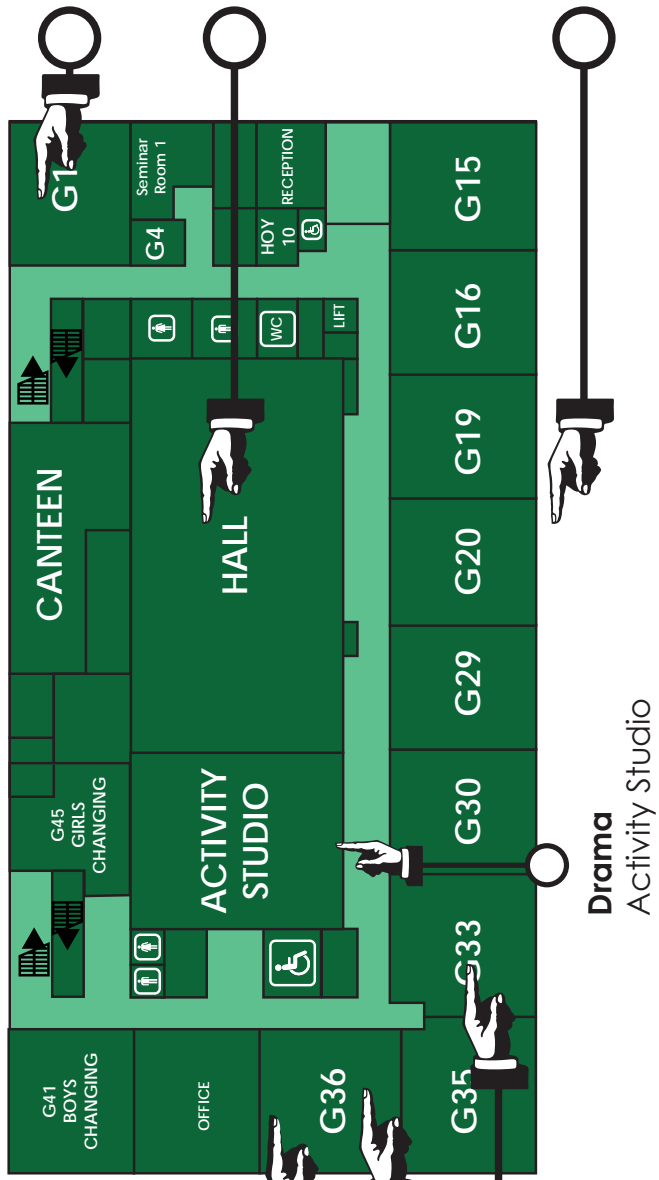 G41
BOYS
CHANGING
G45
GIRLS
CHANGING
CANTEEN
G1
OFFICE
ACTIVITY
STUDIO
HALL
G4
Seminar
Room 1
WC
HOY
10
RECEPTION
LIFT
G36
G35
G33
G30
G29
G20
G19
G16
G15
Drama
Activity Studio